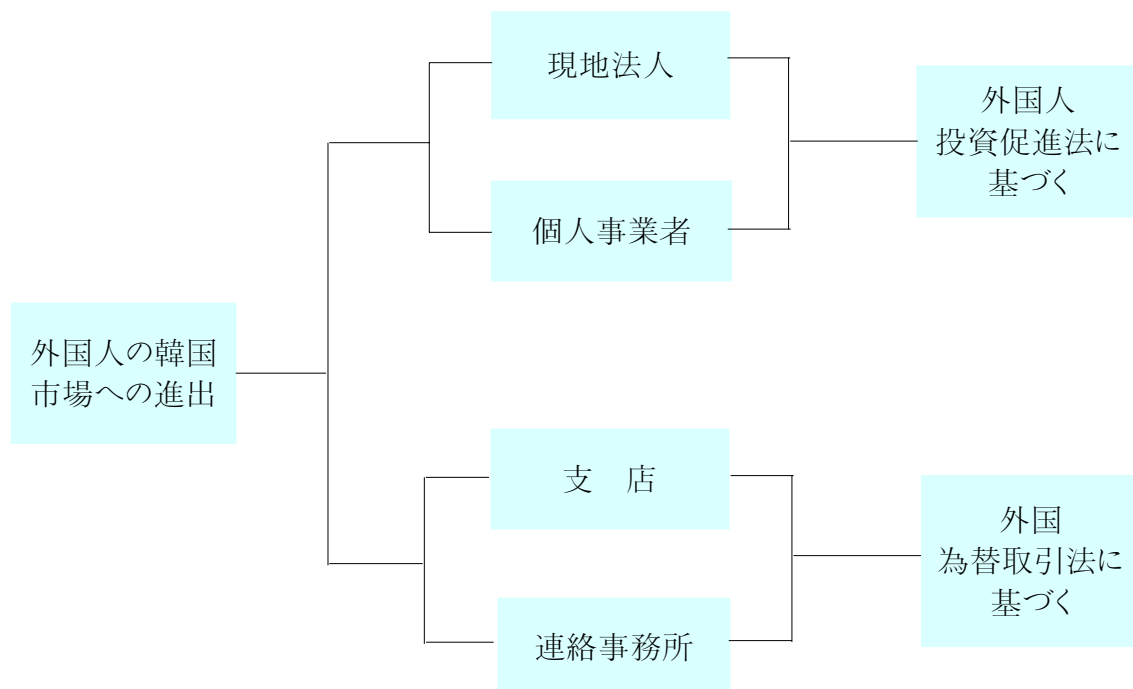 現地法人
外国人
投資促進法に
基づく
個人事業者
外国人の韓国
市場への進出
支　店
外国
為替取引法に
基づく
連絡事務所